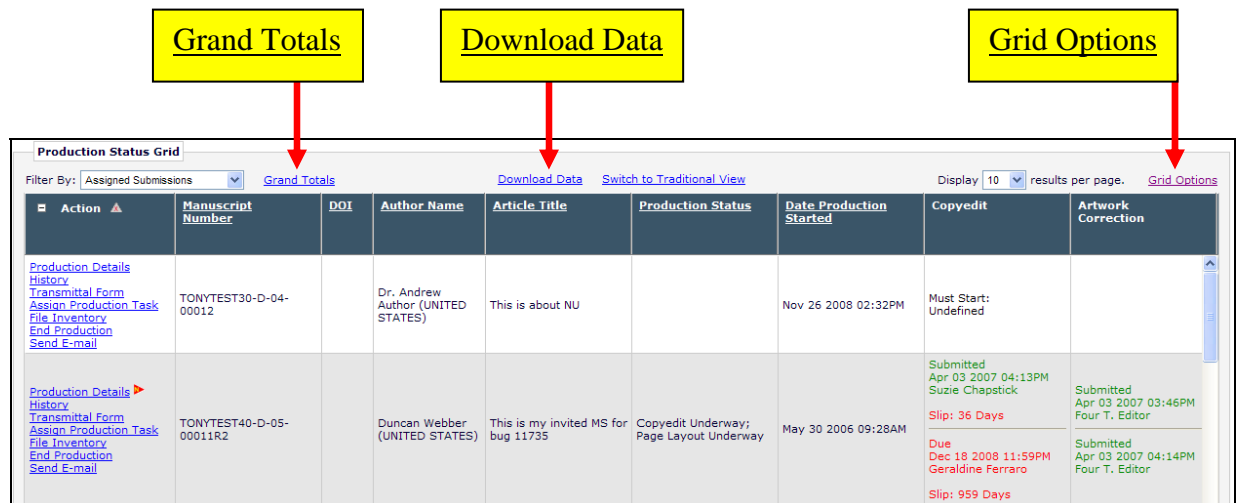 Grand Totals
Download Data
Grid Options
Production Status Grid
Filter By: Assigned Submissions Grand Totals Download Data Switch to Traditional View Display 10 results per page. Grid Options
Action
Manuscript
Number
DOI
Author Name
Article Title
Production Status
Date Production
Started
Copyedit
Artwork
Correction
Production Details
History
Transmittal Form
Assign Production Task
File Inventory
End Production
Send E-mail
TONYTEST30-D-04-
00012
Dr. Andrew
Author (UNITED
STATES)
This is about NU
Nov 26 2008 02:32PM
Must Start:
Undefined
Production Details
History
Transmittal Form
Assign Production Task
File Inventory
End Production
Send E-mail
TONYTEST40-D-05-
00011R2
Duncan Webber
(UNITED STATES)
This is my invited MS for
bug 11735
Copyedit Underway;
Page Layout Underway
May 30 2006 09:28AM
Submitted
Apr 03 2007 04:13PM
Suzie Chapstick
Slip: 36 Days
Due
Dec 18 2008 11:59PM
Geraldine Ferraro
Slip: 959 Days
Submitted
Apr 03 2007 03:46PM
Four T. Editor
Submitted
Apr 03 2007 04:14PM
Four T. Editor